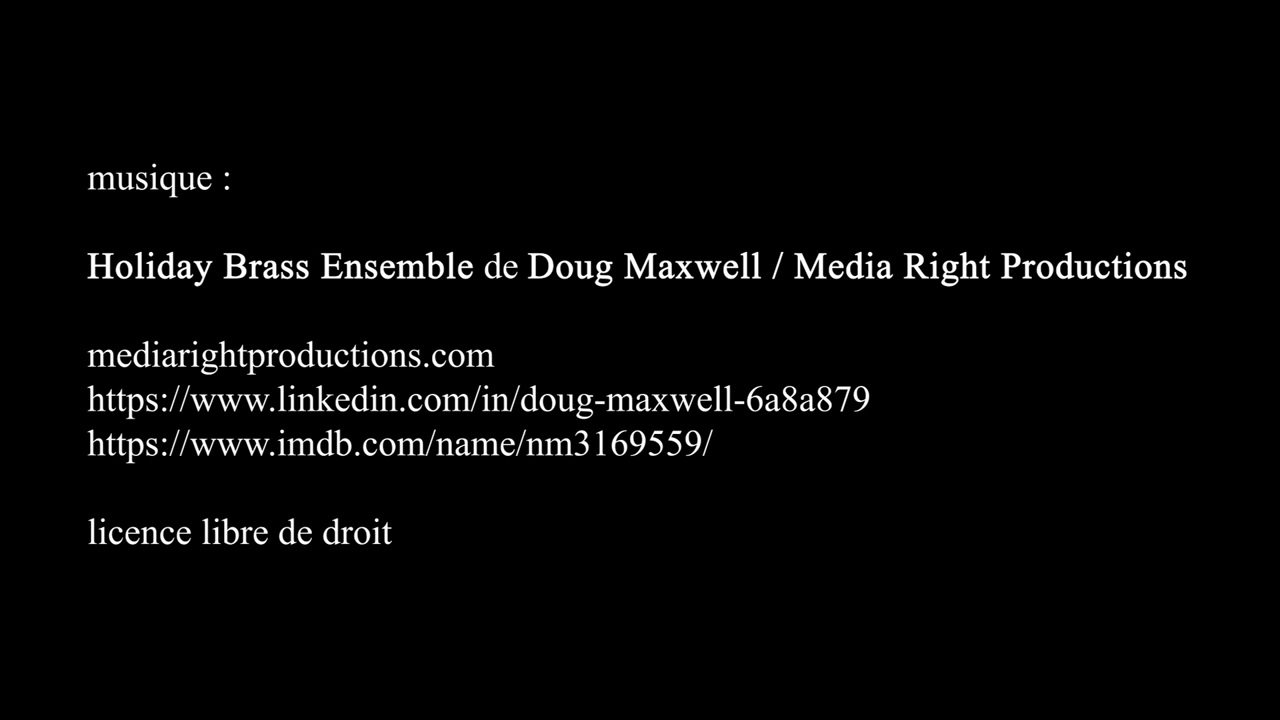 musique :
Holiday Brass Ensemble de Doug Maxwell / Media Right Productions
mediarightproductions.com
https://www.linkedin.com/in/doug-maxwell-6a8a879
https://www.imdb.com/name/nm3169559/
licence libre de droit